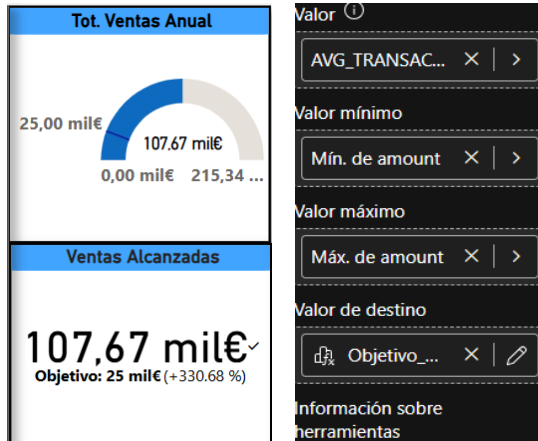 Tot. Ventas Anual
25,00 mil€
107,67 mil€
0,00 mil€ 215,34 ...
Ventas Alcanzadas
107,67 mil€
Objetivo: 25 mil€ (+330.68 %)
Valor
AVG_TRANSAC...
Valor mínimo
Mín. de amount
Valor máximo
Máx. de amount
Valor de destino
Objetivo_...
Información sobre
herramientas